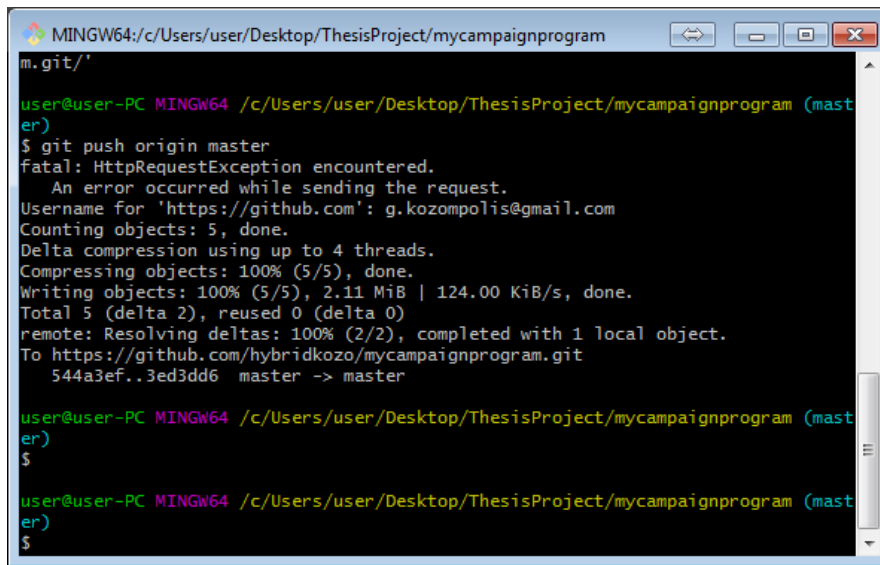 MINGW64:/c/Users/user/Desktop/ThesisProject/mycampaignprogram
m.git/'
user@user-PC MINGW64 /c/Users/user/Desktop/ThesisProject/mycampaignprogram (mast
er)
$ git push origin master
fatal: HttpRequestException encountered.
   An error occurred while sending the request.
Username for 'https://github.com': g.kozompolis@gmail.com
Counting objects: 5, done.
Delta compression using up to 4 threads.
Compressing objects: 100% (5/5), done.
Writing objects: 100% (5/5), 2.11 MiB | 124.00 KiB/s, done.
Total 5 (delta 2), reused 0 (delta 0)
remote: Resolving deltas: 100% (2/2), completed with 1 local object.
To https://github.com/hybridkozo/mycampaignprogram.git
   544a3ef..3ed3dd6  master -> master
user@user-PC MINGW64 /c/Users/user/Desktop/ThesisProject/mycampaignprogram (mast
er)
$
user@user-PC MINGW64 /c/Users/user/Desktop/ThesisProject/mycampaignprogram (mast
er)
$